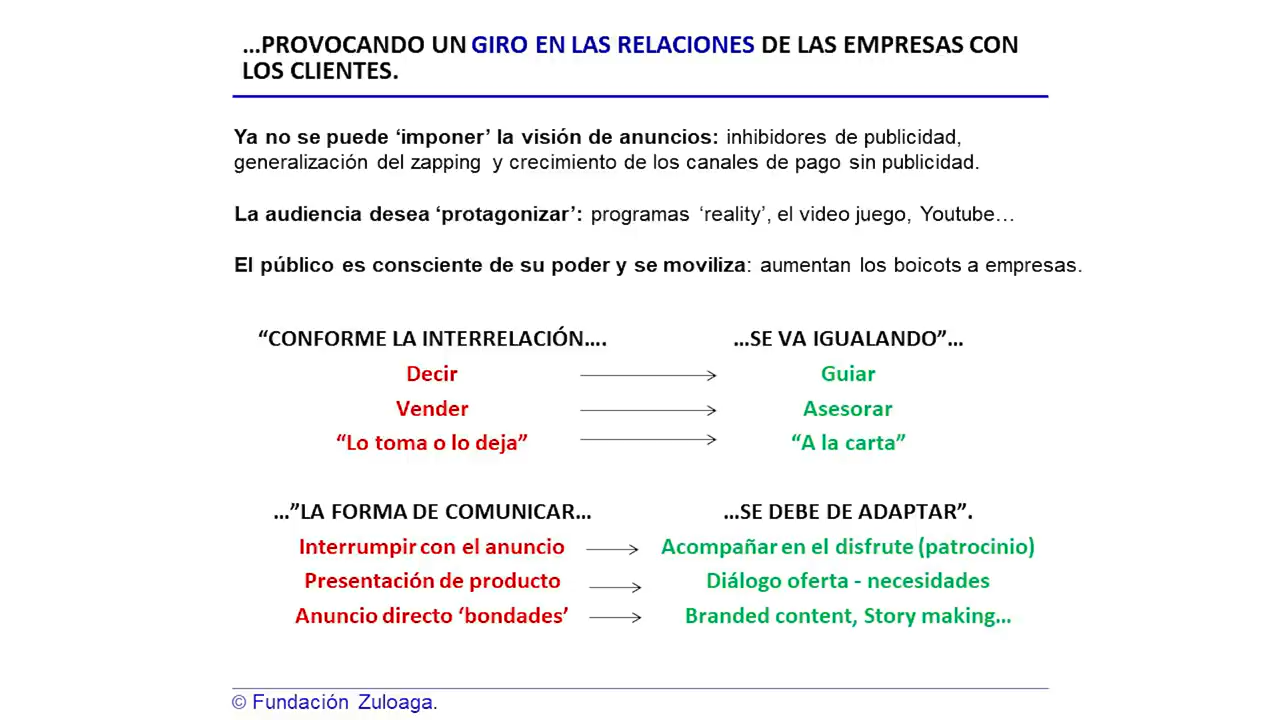 …PROVOCANDO UN GIRO EN LAS RELACIONES DE LAS EMPRESAS CON
LOS CLIENTES.
Ya no se puede ‘imponer’ la visión de anuncios: inhibidores de publicidad,
generalización del zapping y crecimiento de los canales de pago sin publicidad.
La audiencia desea ‘protagonizar’: programas ‘reality’, el video juego, Youtube…
El público es consciente de su poder y se moviliza: aumentan los boicots a empresas.
“CONFORME LA INTERRELACIÓN…. …SE VA IGUALANDO”…
Decir Guiar
Vender Asesorar
“Lo toma o lo deja” “A la carta”
…”LA FORMA DE COMUNICAR… …SE DEBE DE ADAPTAR”.
Interrumpir con el anuncio Acompañar en el disfrute (patrocinio)
Presentación de producto Diálogo oferta - necesidades
Anuncio directo ‘bondades’ Branded content, Story making…
© Fundación Zuloaga.